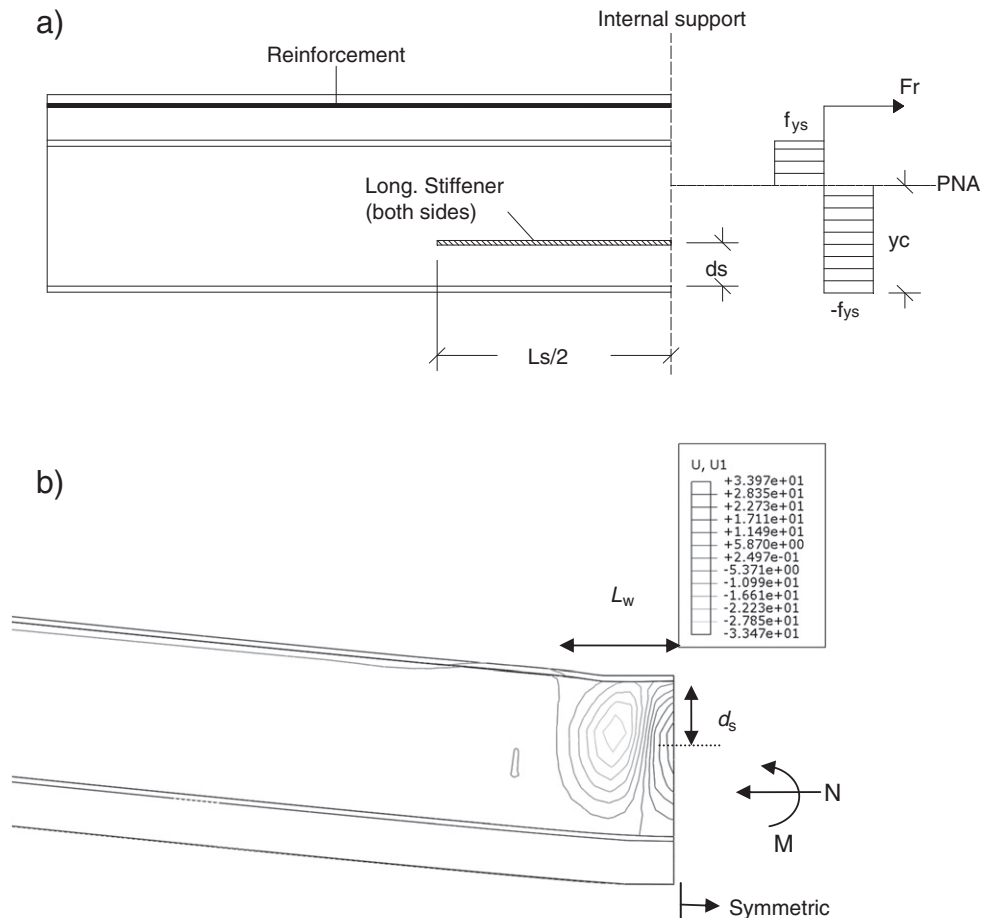 a)
Internal support
Reinforcement
Fr
fys
PNA
Long. Stiffener
(both sides)
yc
ds
-fys
Ls/2
b)
U, U1
+3.397e+01
+2.835e+01
+2.273e+01
+1.711e+01
+1.149e+01
+5.870e+00
+2.497e-01
-5.371e+00
-1.099e+01
-1.661e+01
-2.223e+01
-2.785e+01
-3.347e+01
Lw
ds
N
M
Symmetric